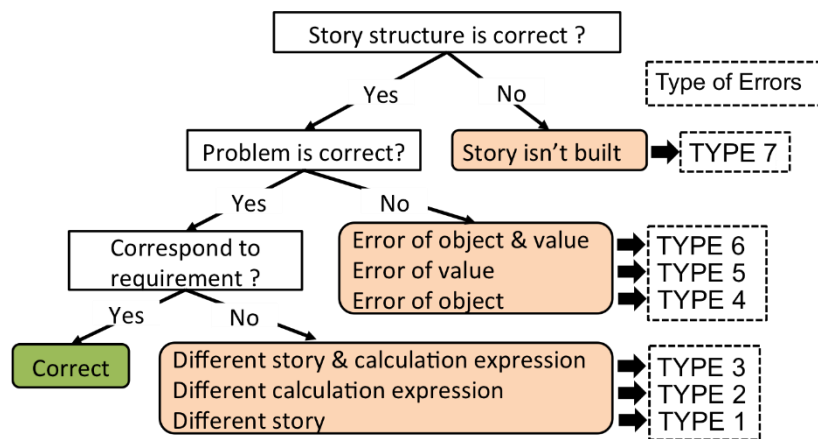 Story structure is correct ?
Type of Errors
Yes
No
Problem is correct?
Story isn't built
TYPE 7
Yes
No
Correspond to
requirement ?
Error of object & value
Error of value
Error of object
TYPE 6
TYPE 5
TYPE 4
Yes
No
Correct
Different story & calculation expression
Different calculation expression
Different story
TYPE 3
TYPE 2
TYPE 1